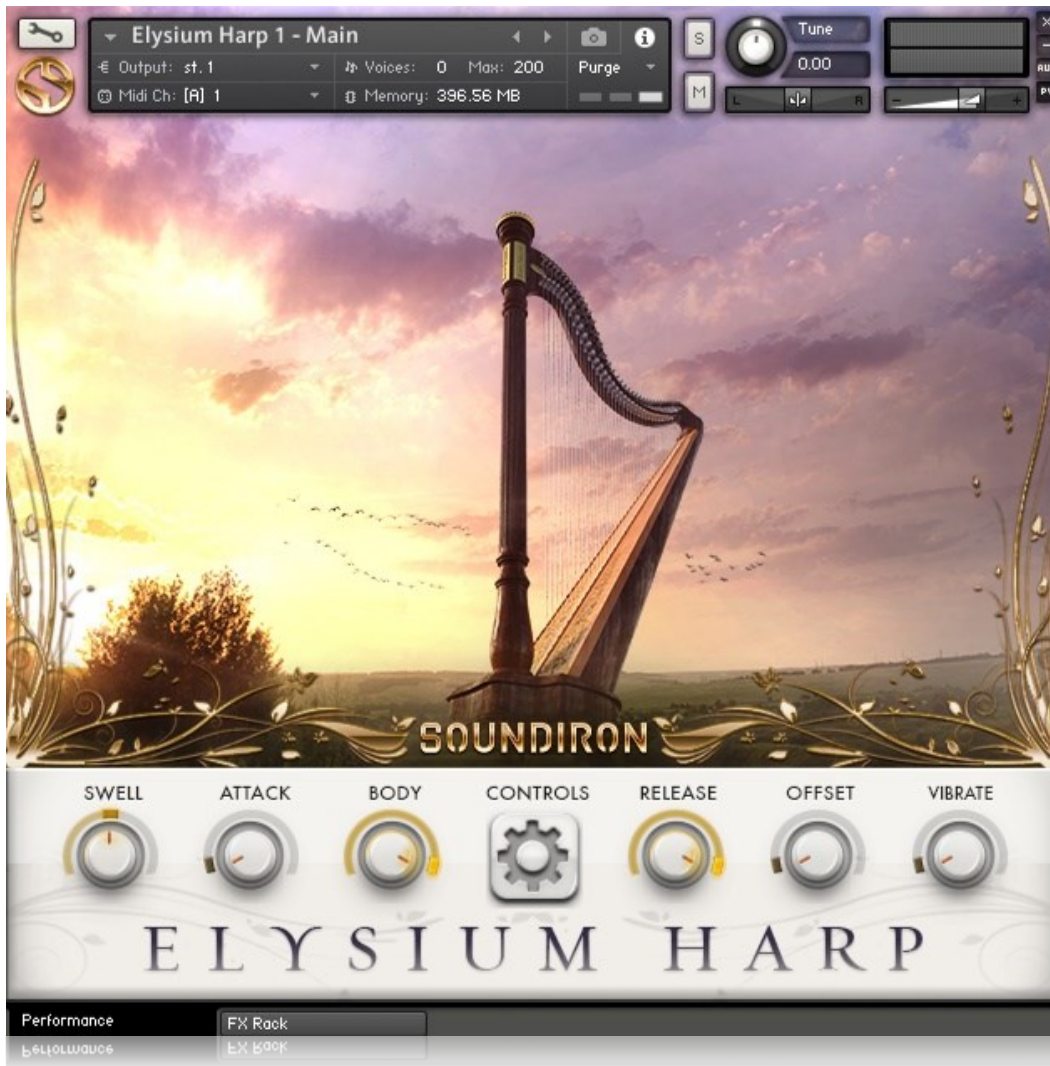 Elysium Harp 1 - Main
Output: st. 1
Voices: 0 Max: 200
Purge
Midi Ch: [A] 1
Memory: 396.56 MB
S
M
Tune
0.00
L R
- +
SOUNDIRON
SWELL ATTACK BODY CONTROLS RELEASE OFFSET VIBRATE
ELYSIUM HARP
Performance FX Rack